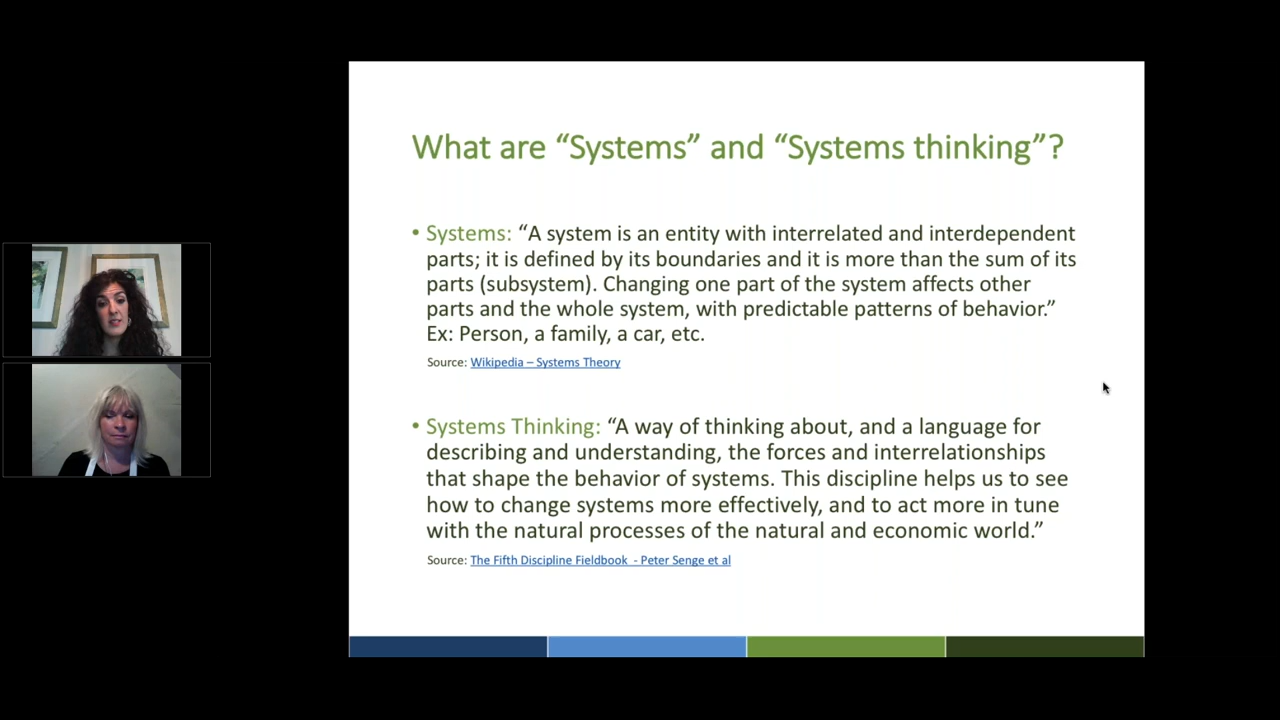 What are “Systems” and “Systems thinking”?
• Systems: “A system is an entity with interrelated and interdependent
parts; it is defined by its boundaries and it is more than the sum of its
parts (subsystem). Changing one part of the system affects other
parts and the whole system, with predictable patterns of behavior.”
Ex: Person, a family, a car, etc.
Source: Wikipedia – Systems Theory
• Systems Thinking: “A way of thinking about, and a language for
describing and understanding, the forces and interrelationships
that shape the behavior of systems. This discipline helps us to see
how to change systems more effectively, and to act more in tune
with the natural processes of the natural and economic world.”
Source: The Fifth Discipline Fieldbook  - Peter Senge et al